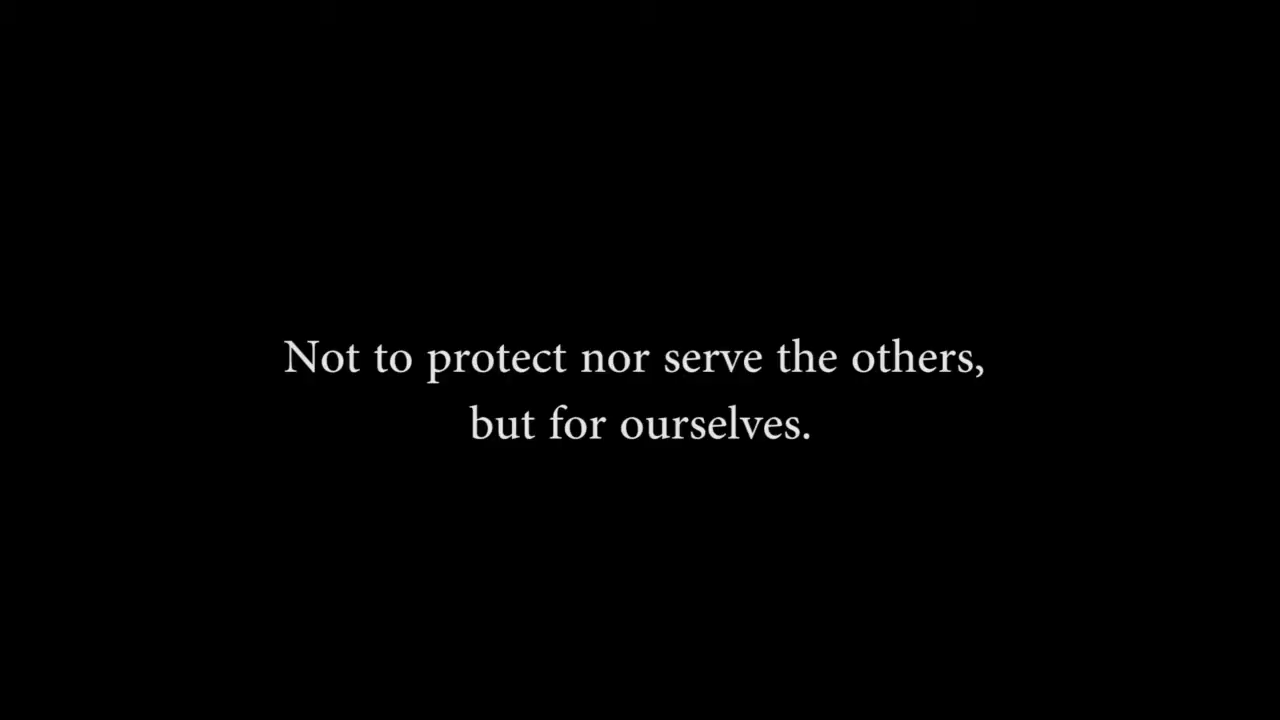 Not to protect nor serve the others,
but for ourselves.